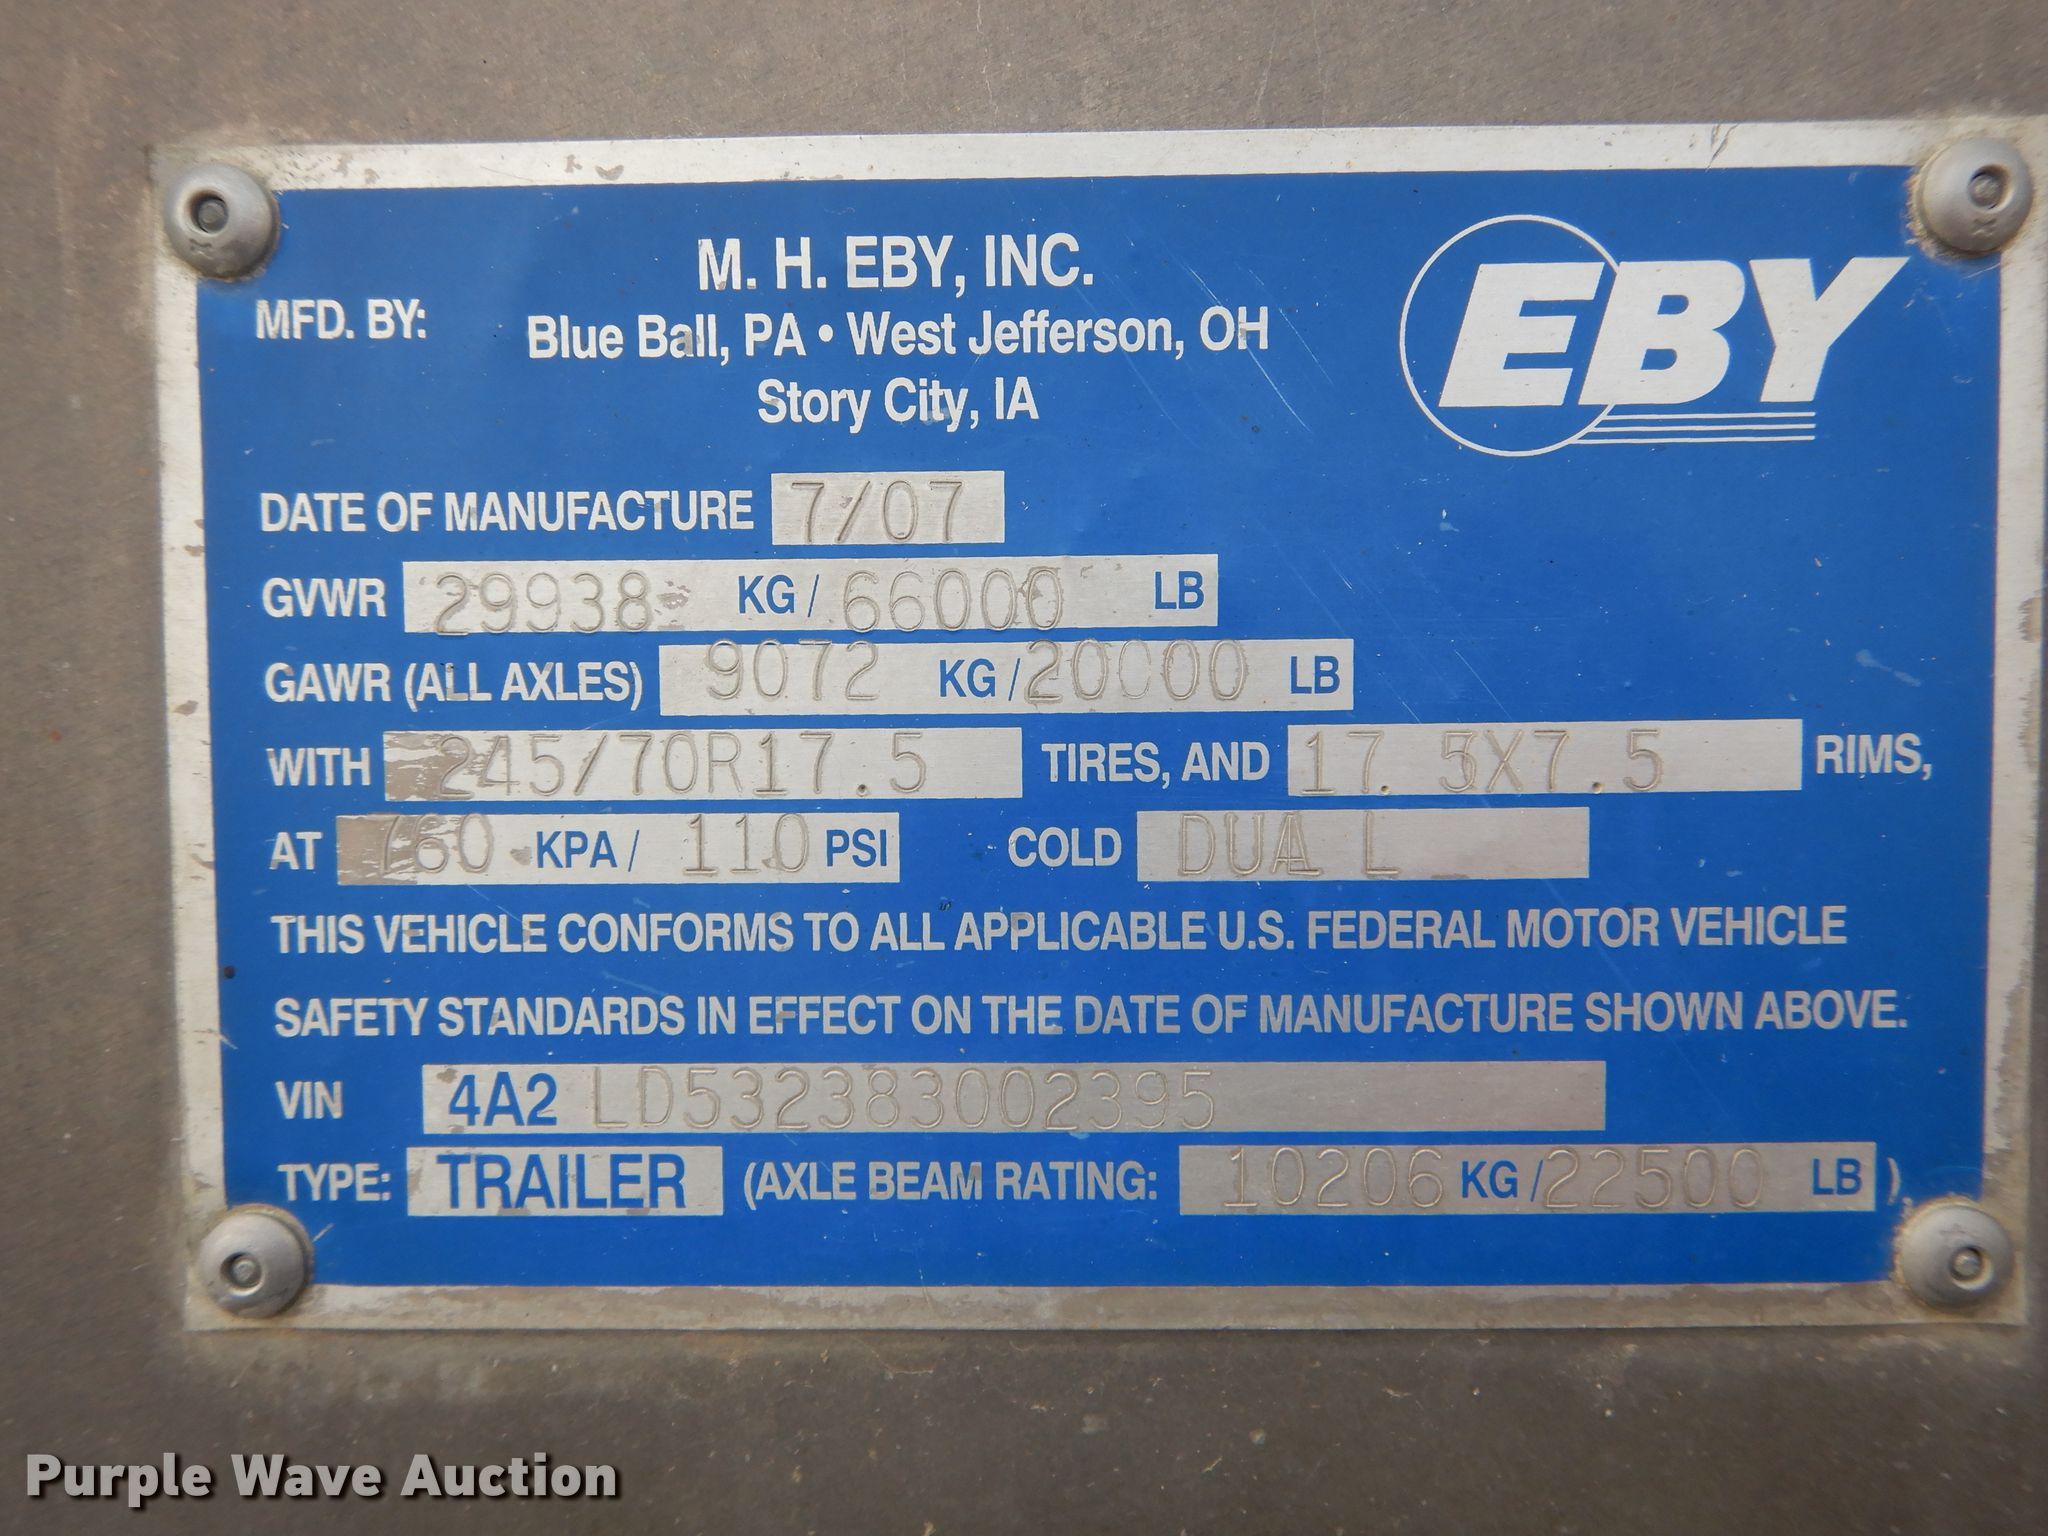 M. H. EBY, INC.
MFD. BY: Blue Ball, PA • West Jefferson, OH
Story City, IA
EBY
DATE OF MANUFACTURE 7/07
GVWR 29938 KG/ 66000 LB
GAWR (ALL AXLES) 9072 KG/ 20000 LB
WITH 245/70R17.5 TIRES, AND 17.5X7.5 RIMS,
AT 760 KPA/ 110 PSI COLD DUAL
THIS VEHICLE CONFORMS TO ALL APPLICABLE U.S. FEDERAL MOTOR VEHICLE
SAFETY STANDARDS IN EFFECT ON THE DATE OF MANUFACTURE SHOWN ABOVE.
VIN 4A2LD532383002395
TYPE: TRAILER (AXLE BEAM RATING: 10206 KG/22500 LB).
Purple Wave Auction